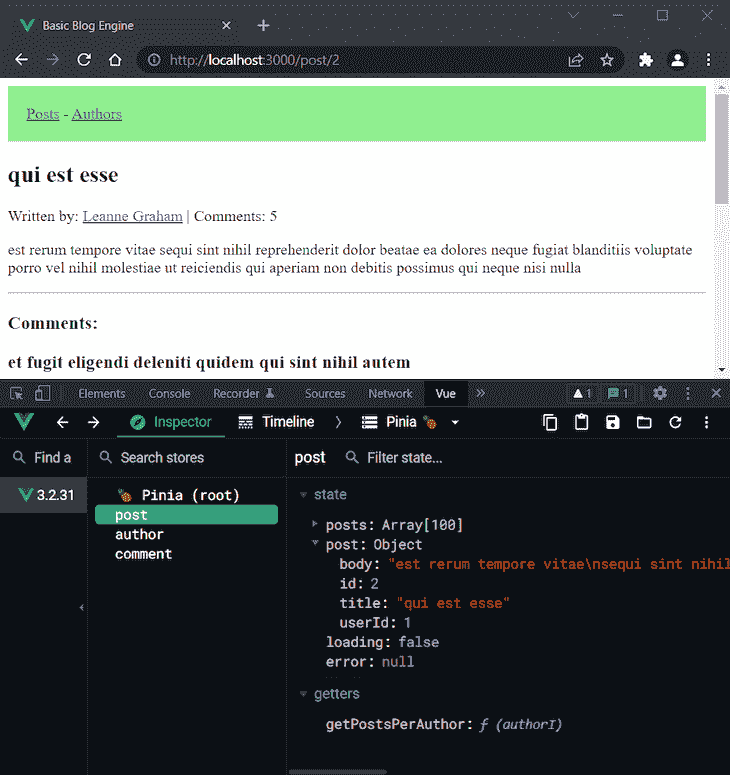 Basic Blog Engine
http://localhost:3000/post/2
Posts - Authors
qui est esse
Written by: Leanne Graham | Comments: 5
est rerum tempore vitae sequi sint nihil reprehenderit dolor beatae ea dolores neque fugiat blanditiis voluptate
porro vel nihil molestiae ut reiciendis qui aperiam non debitis possimus qui neque nisi nulla
Comments:
et fugit eligendi deleniti quidem qui sint nihil autem
Elements Console Recorder Sources Network Vue » 1 1
Inspector Timeline Pinia 🍍
Find a Search stores post Filter state...
3.2.31
🍍 Pinia (root)
post
author
comment
state
posts: Array[100]
post: Object
body: "est rerum tempore vitae\nsequi sint nihil
id: 2
title: "qui est esse"
userId: 1
loading: false
error: null
getters
getPostsPerAuthor: ƒ (authorI)